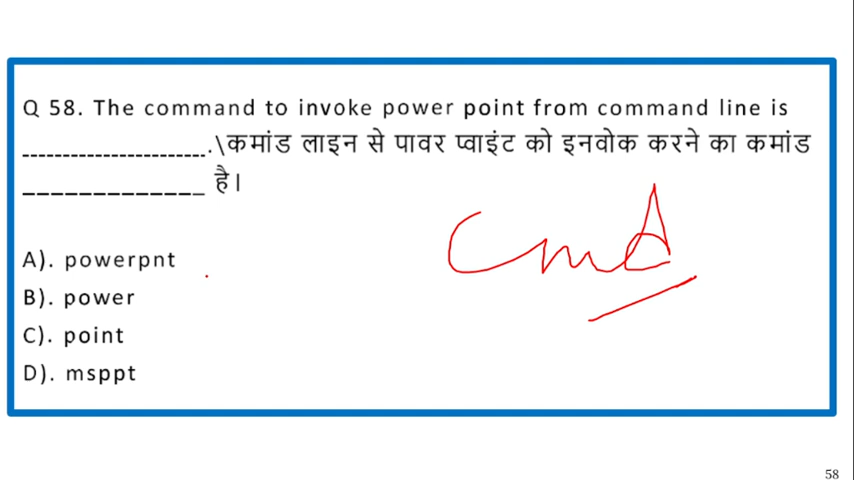 Q 58. The command to invoke power point from command line is
_______________________.\कमांड लाइन से पावर प्वाइंट को इनवोक करने का कमांड
_____________ है।
cmd
A). powerpnt
B). power
C). point
D). msppt
58